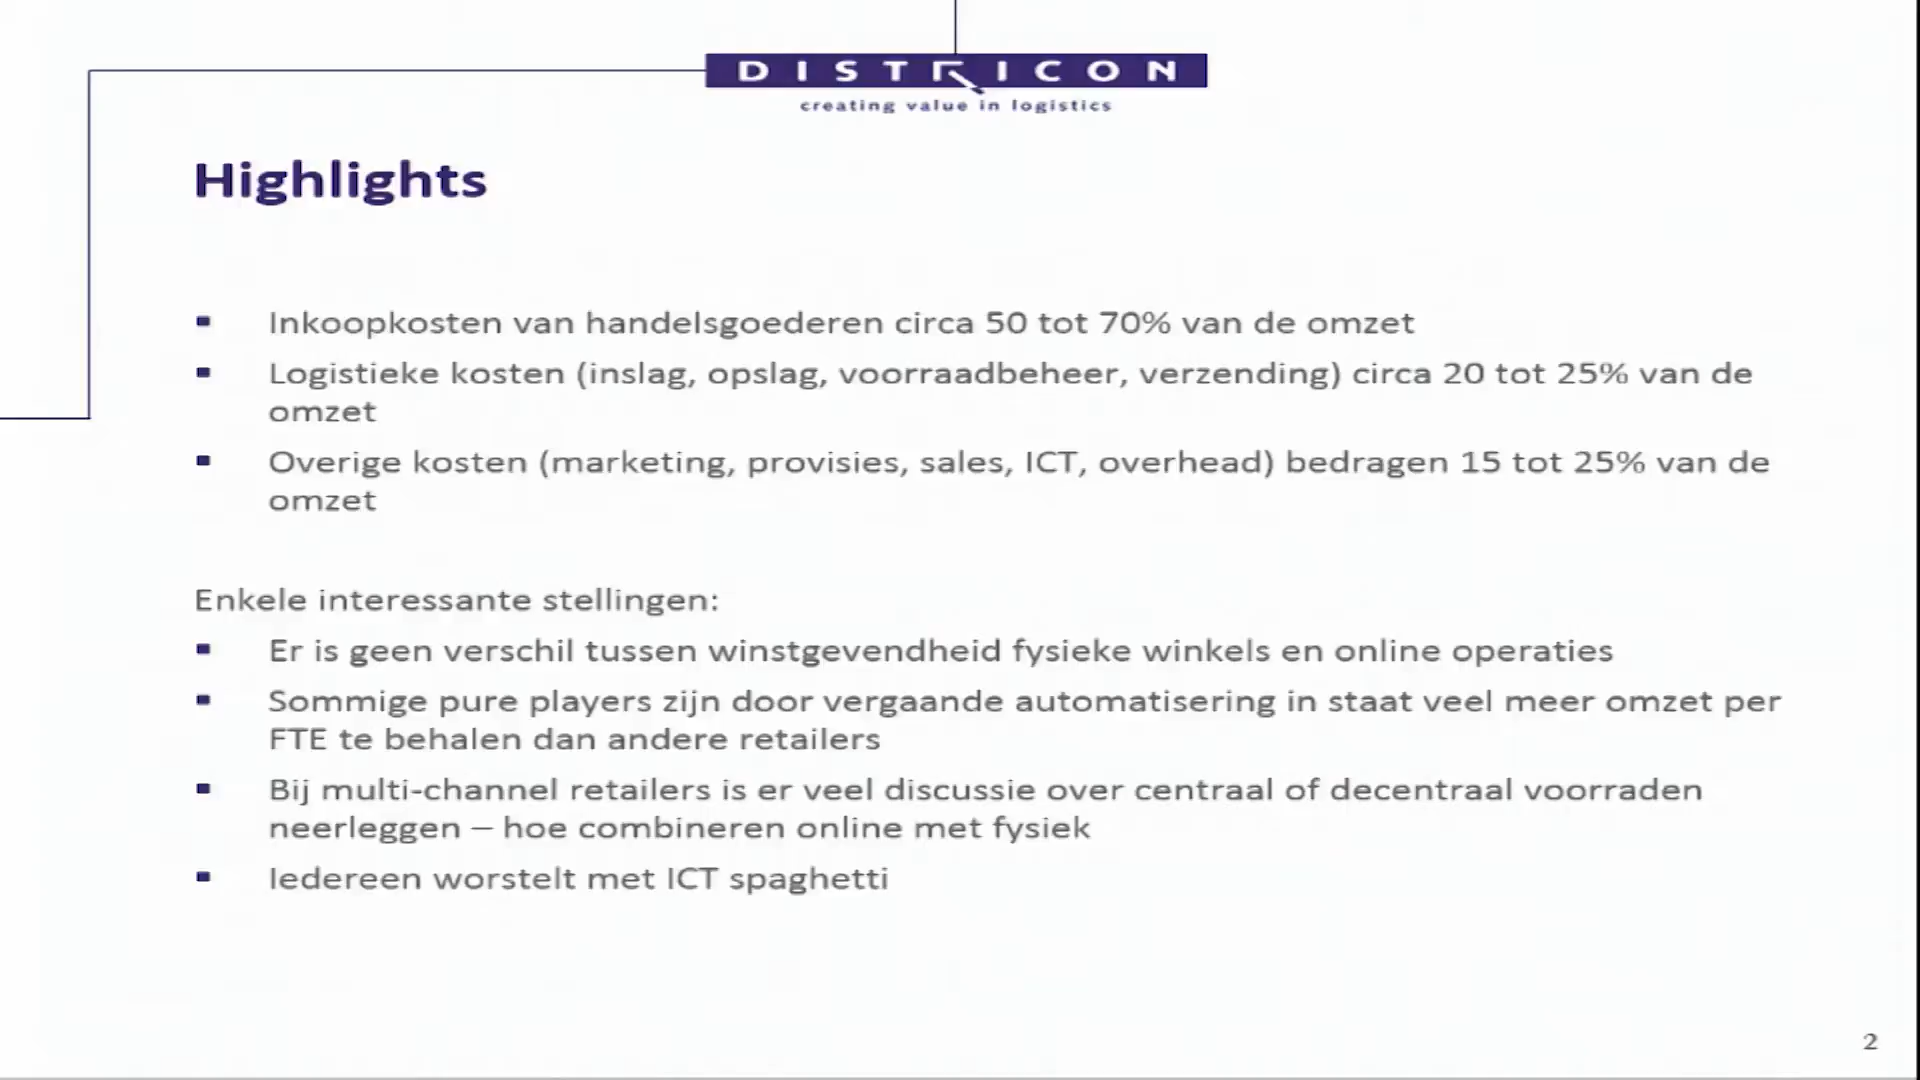 DISTRICON
creating value in logistics
Highlights
Inkoopkosten van handelsgoederen circa 50 tot 70% van de omzet
Logistieke kosten (inslag, opslag, voorraadbeheer, verzending) circa 20 tot 25% van de
omzet
Overige kosten (marketing, provisies, sales, ICT, overhead) bedragen 15 tot 25% van de
omzet
Enkele interessante stellingen:
Er is geen verschil tussen winstgevendheid fysieke winkels en online operaties
Sommige pure players zijn door vergaande automatisering in staat veel meer omzet per
FTE te behalen dan andere retailers
Bij multi-channel retailers is er veel discussie over centraal of decentraal voorraden
neerleggen – hoe combineren online met fysiek
Iedereen worstelt met ICT spaghetti
2